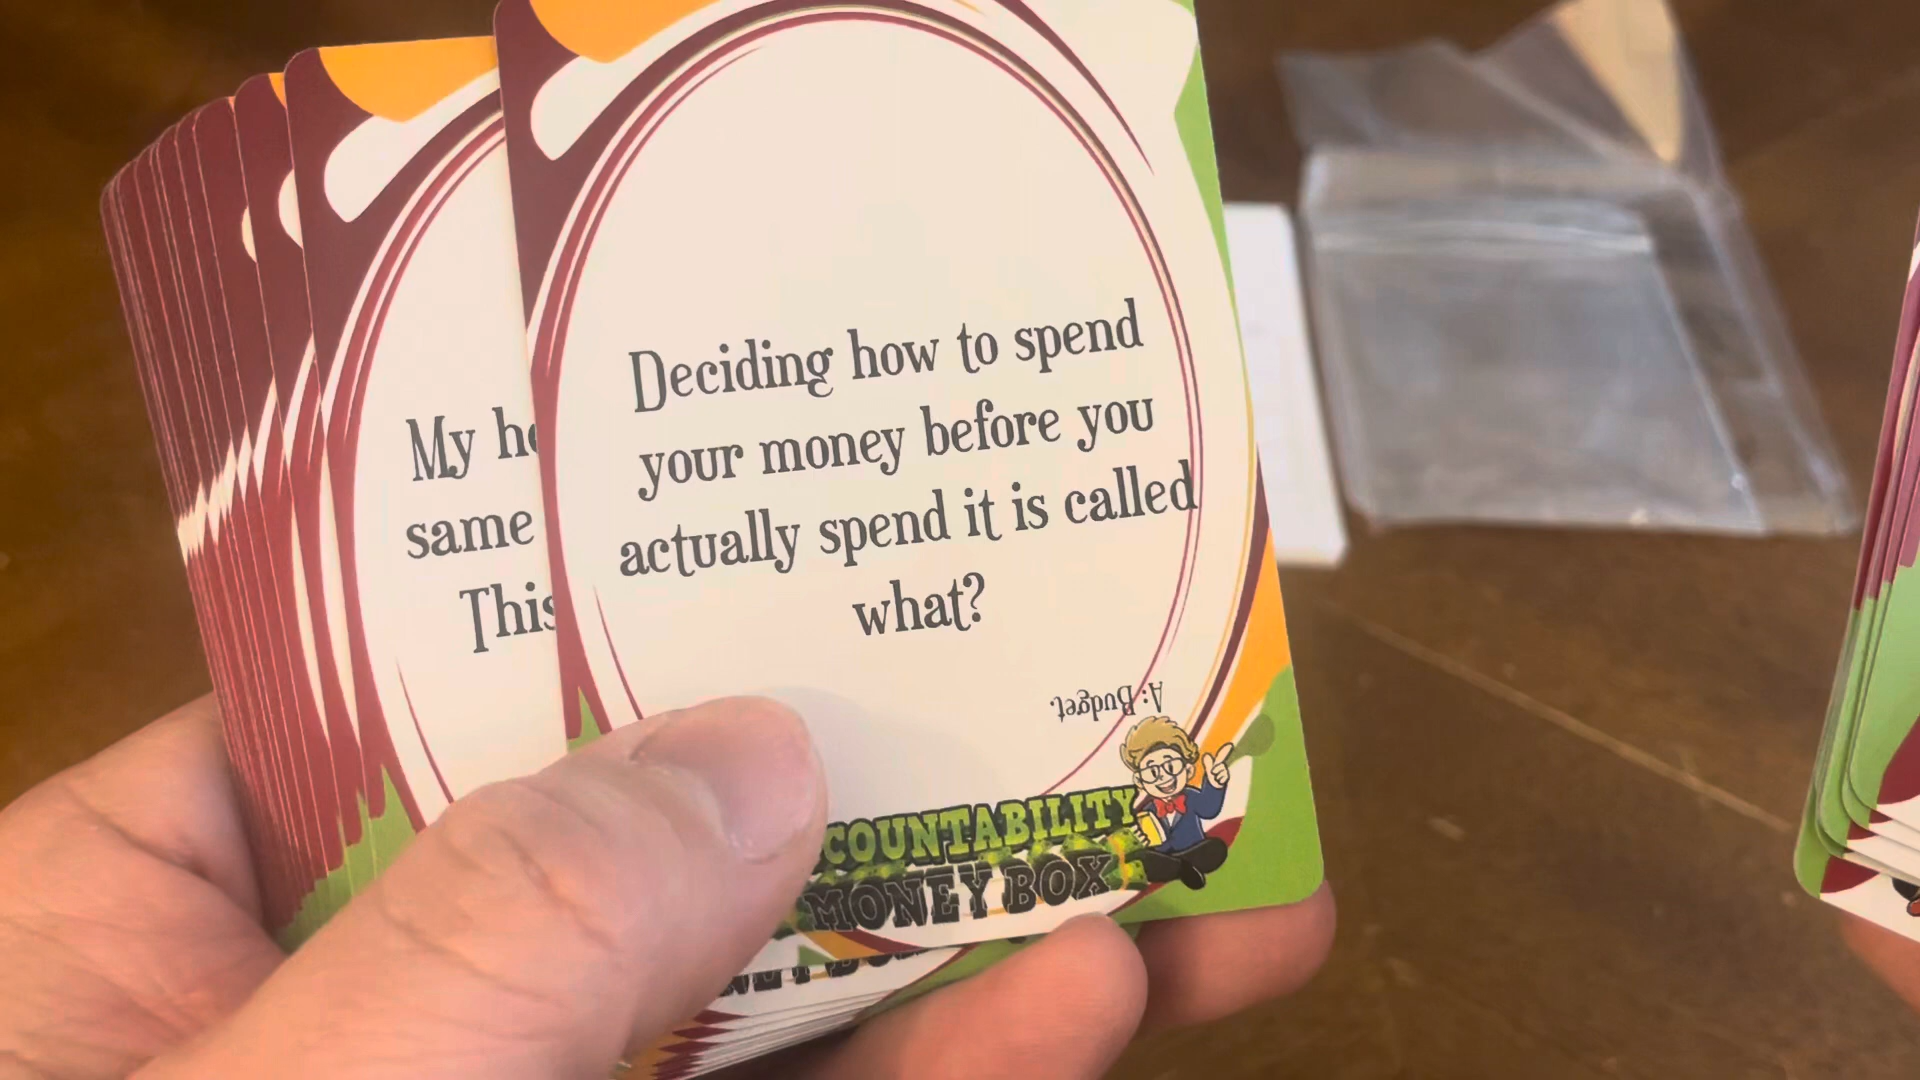 Deciding how to spend
your money before you
actually spend it is called
what?
A: Budget.
COUNTABILITY
MONEY BOX
My
same
This